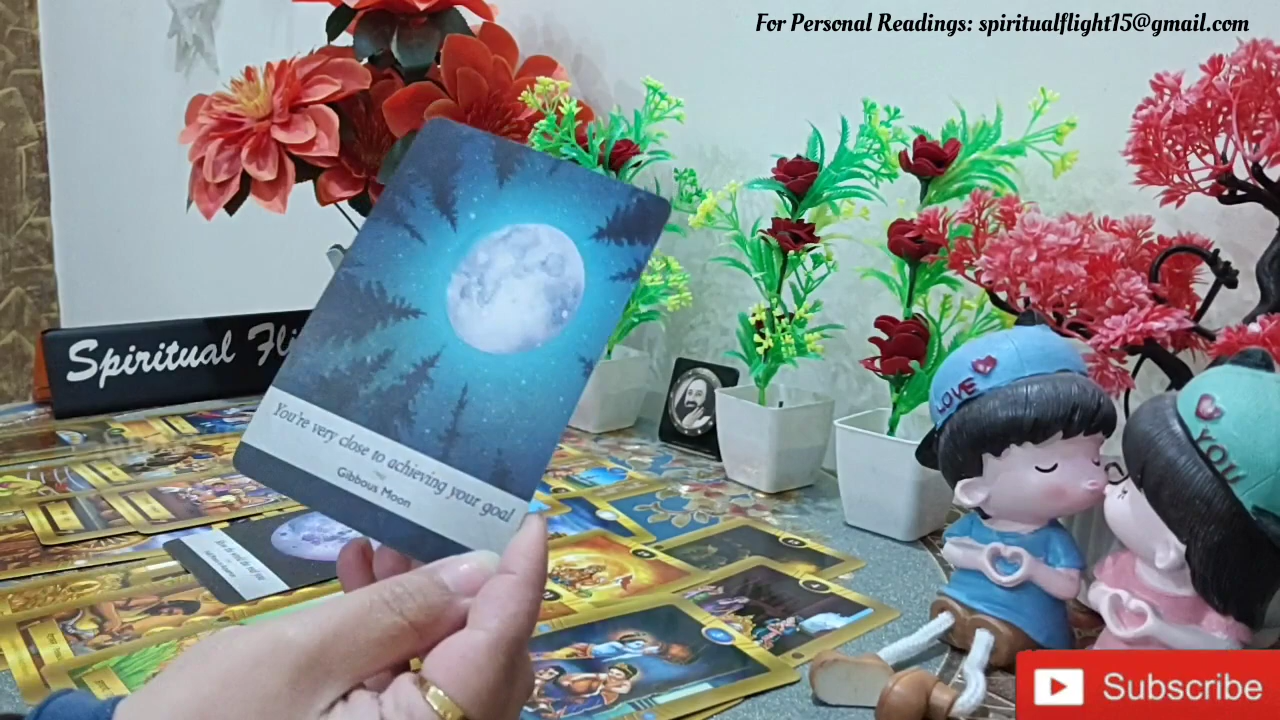 For Personal Readings: spiritualflight15@gmail.com
Spiritual Fli
You're very close to achieving your goal
Gibbous Moon
LOVE
YOU
Subscribe